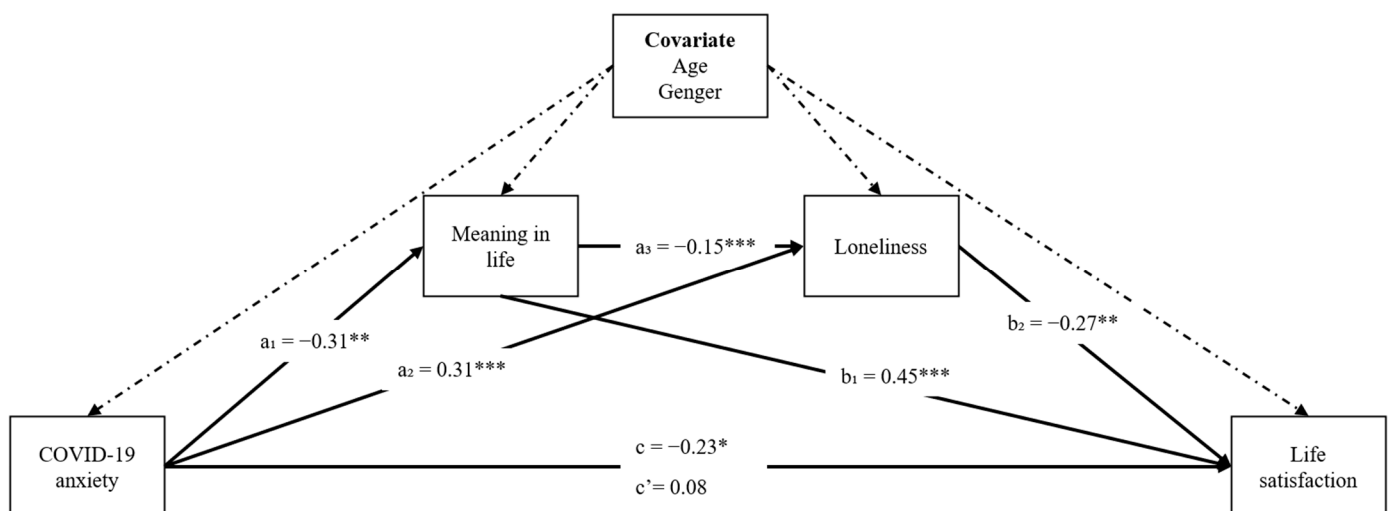 Covariate
Age
Genger
Meaning in
life
a₃ = −0.15***
Loneliness
a₁ = −0.31**
b₂ = −0.27**
a₂ = 0.31***
b₁ = 0.45***
COVID-19
anxiety
c = −0.23*
c’= 0.08
Life
satisfaction